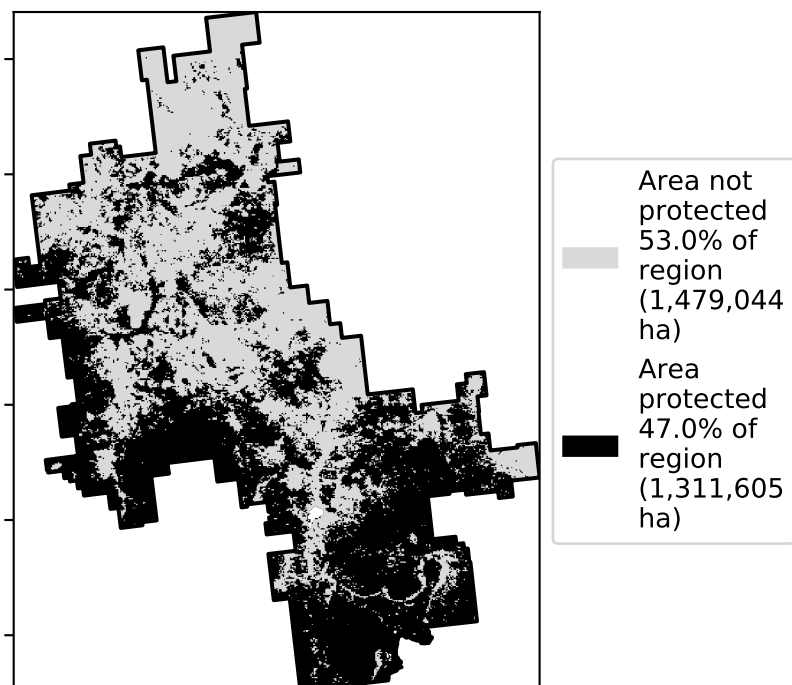 Area not
protected
53.0% of
region
(1,479,044
ha)
Area
protected
47.0% of
region
(1,311,605
ha)